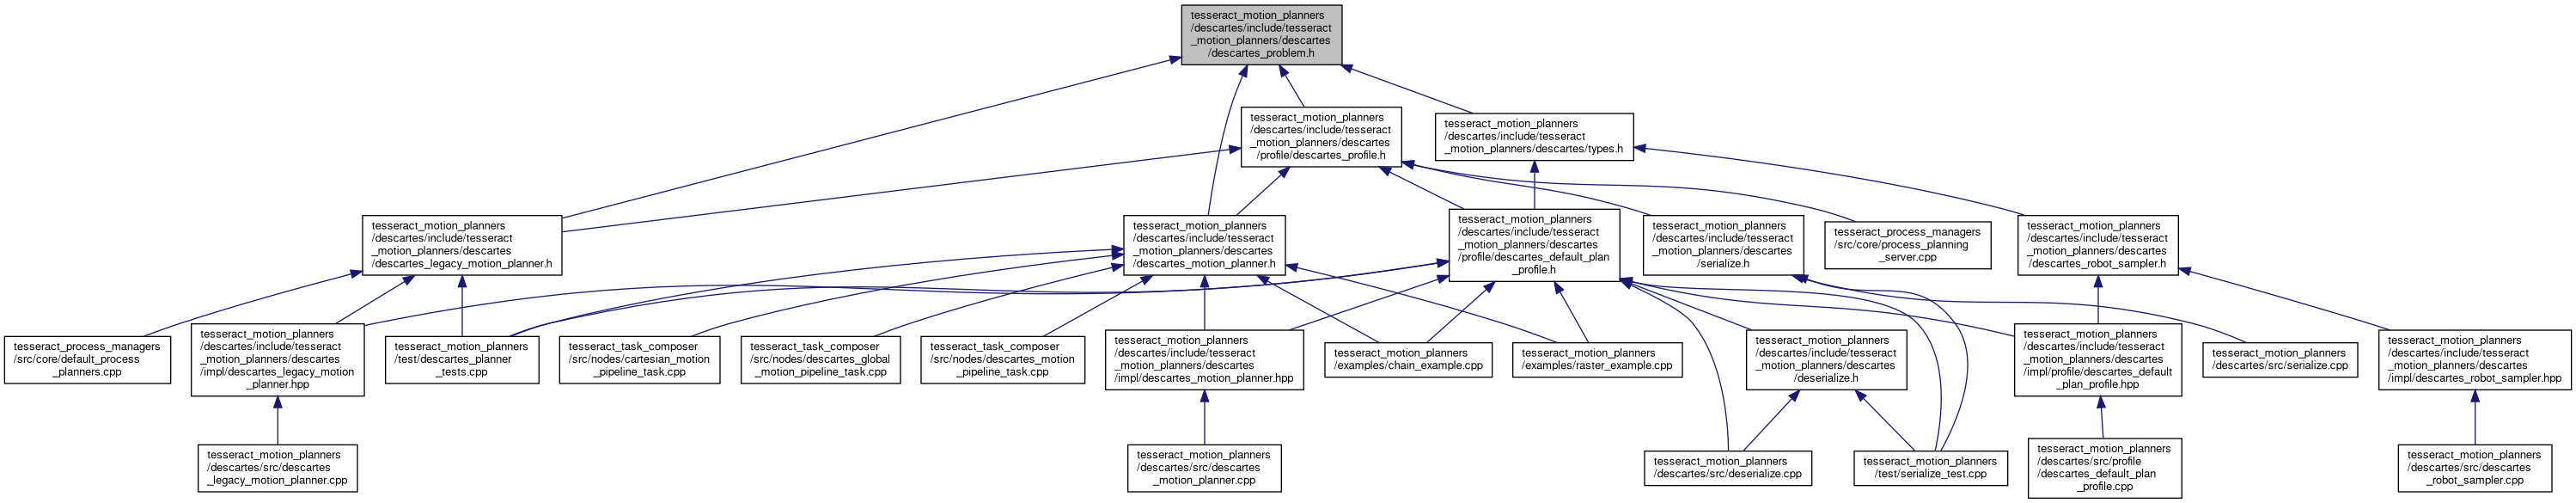 tesseract_motion_planners
/descartes/include/tesseract
_motion_planners/descartes
/descartes_problem.h
tesseract_motion_planners
/descartes/include/tesseract
_motion_planners/descartes
/profile/descartes_profile.h
tesseract_motion_planners
/descartes/include/tesseract
_motion_planners/descartes/types.h
tesseract_motion_planners
/descartes/include/tesseract
_motion_planners/descartes
/descartes_legacy_motion_planner.h
tesseract_motion_planners
/descartes/include/tesseract
_motion_planners/descartes
/descartes_motion_planner.h
tesseract_motion_planners
/descartes/include/tesseract
_motion_planners/descartes
/profile/descartes_default_plan
_profile.h
tesseract_motion_planners
/descartes/include/tesseract
_motion_planners/descartes
/serialize.h
tesseract_process_managers
/src/core/process_planning
_server.cpp
tesseract_motion_planners
/descartes/include/tesseract
_motion_planners/descartes
/descartes_robot_sampler.h
tesseract_process_managers
/src/core/default_process
_planners.cpp
tesseract_motion_planners
/descartes/include/tesseract
_motion_planners/descartes
/impl/descartes_legacy_motion
_planner.hpp
tesseract_motion_planners
/test/descartes_planner
_tests.cpp
tesseract_task_composer
/src/nodes/cartesian_motion
_pipeline_task.cpp
tesseract_task_composer
/src/nodes/descartes_global
_motion_pipeline_task.cpp
tesseract_task_composer
/src/nodes/descartes_motion
_pipeline_task.cpp
tesseract_motion_planners
/descartes/include/tesseract
_motion_planners/descartes
/impl/descartes_motion_planner.hpp
tesseract_motion_planners
/examples/chain_example.cpp
tesseract_motion_planners
/examples/raster_example.cpp
tesseract_motion_planners
/descartes/include/tesseract
_motion_planners/descartes
/deserialize.h
tesseract_motion_planners
/descartes/include/tesseract
_motion_planners/descartes
/impl/profile/descartes_default
_plan_profile.hpp
tesseract_motion_planners
/descartes/src/serialize.cpp
tesseract_motion_planners
/descartes/include/tesseract
_motion_planners/descartes
/impl/descartes_robot_sampler.hpp
tesseract_motion_planners
/descartes/src/descartes
_legacy_motion_planner.cpp
tesseract_motion_planners
/descartes/src/descartes
_motion_planner.cpp
tesseract_motion_planners
/descartes/src/deserialize.cpp
tesseract_motion_planners
/test/serialize_test.cpp
tesseract_motion_planners
/descartes/src/profile
/descartes_default_plan
_profile.cpp
tesseract_motion_planners
/descartes/src/descartes
_robot_sampler.cpp